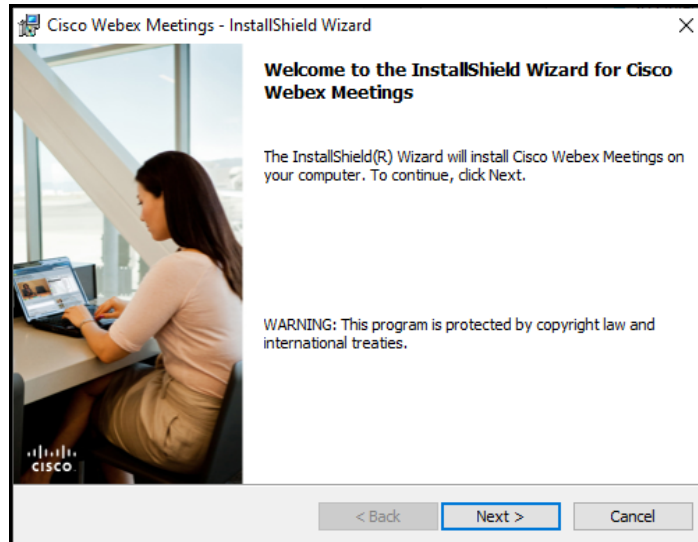 Cisco Webex Meetings - InstallShield Wizard
Welcome to the InstallShield Wizard for Cisco
Webex Meetings
The InstallShield(R) Wizard will install Cisco Webex Meetings on
your computer. To continue, click Next.
WARNING: This program is protected by copyright law and
international treaties.
CISCO
< Back
Next >
Cancel